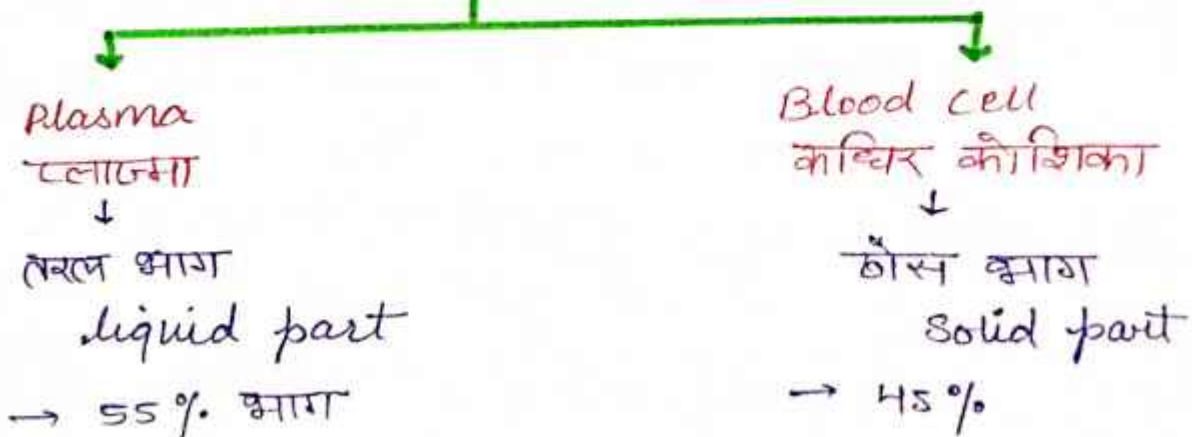 Plasma
प्लाज्मा
↓
तरल भाग
liquid part
→ 55% भाग
Blood cell
रूधिर कोशिका
↓
ठोस भाग
Solid part
→ 45%